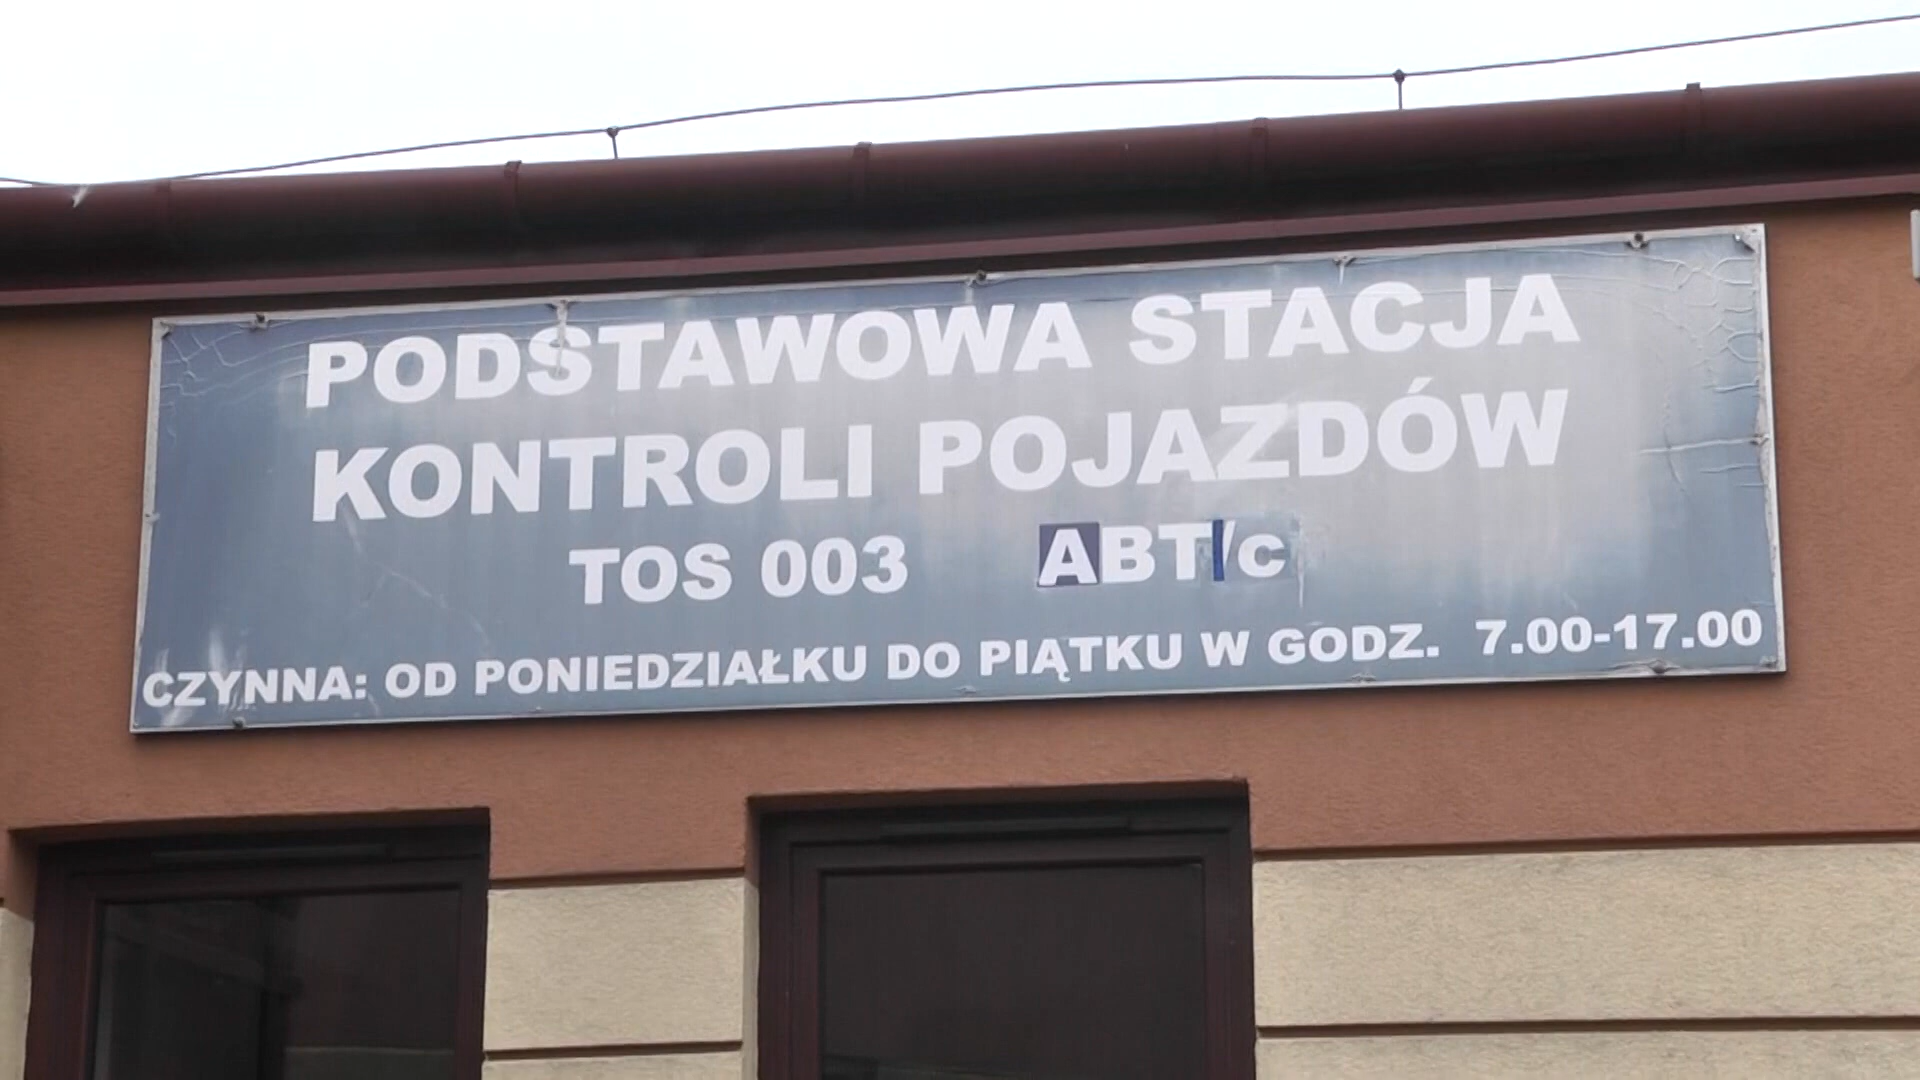 PODSTAWOWA STACJA
KONTROLI POJAZDÓW
TOS 003 ABT/c
CZYNNA: OD PONIEDZIAŁKU DO PIĄTKU W GODZ. 7.00-17.00